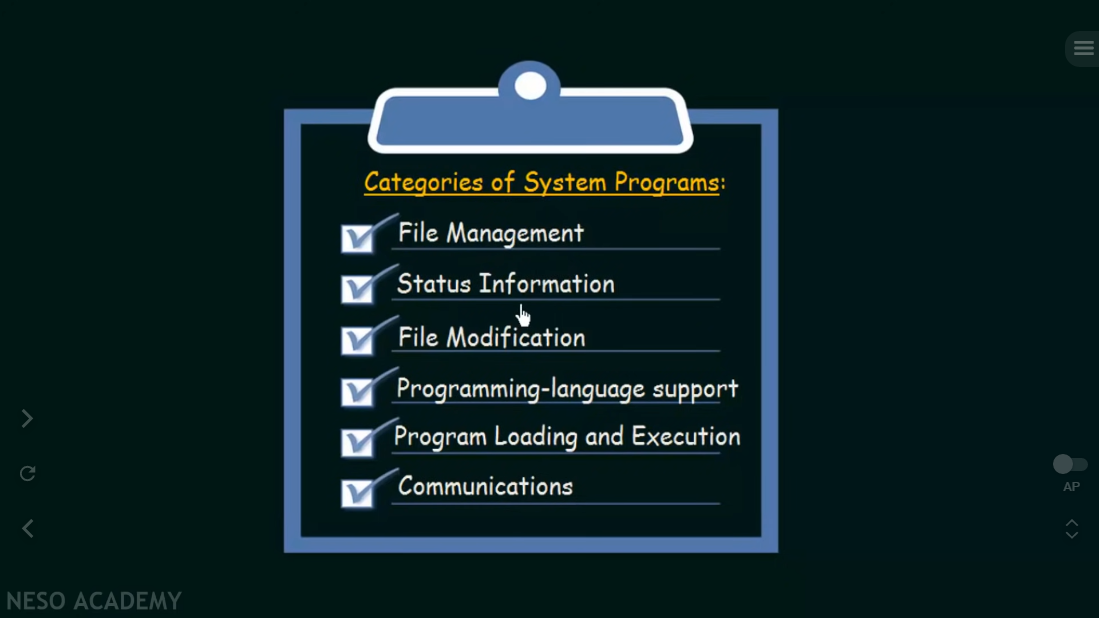 Categories of System Programs:
File Management
Status Information
File Modification
Programming-language support
Program Loading and Execution
Communications
AP
NESO ACADEMY